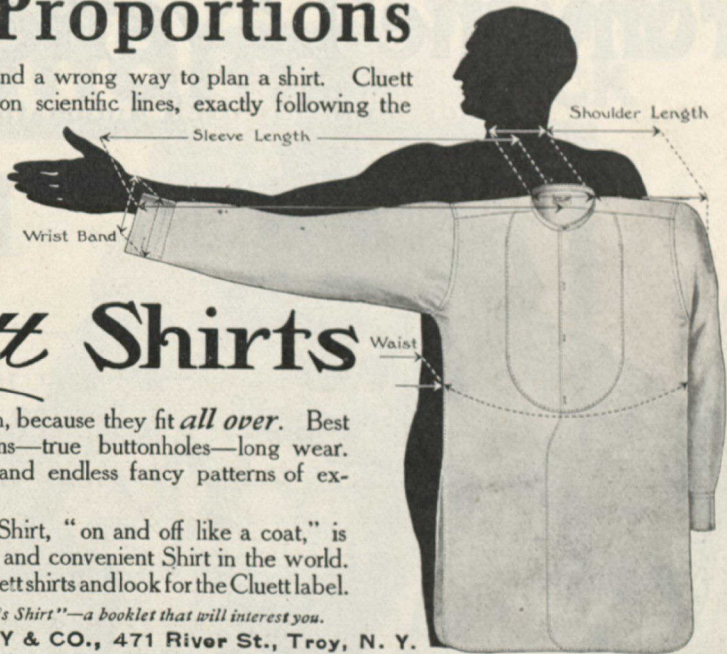 Proportions
nd a wrong way to plan a shirt. Cluett
on scientific lines, exactly following the
Shoulder Length
Sleeve Length
Wrist Band
tt Shirts
Waist
, because they fit all over. Best
ns—true buttonholes—long wear.
and endless fancy patterns of ex-
Shirt, "on and off like a coat," is
and convenient Shirt in the world.
ett shirts and look for the Cluett label.
s Shirt"—a booklet that will interest you.
Y & CO., 471 River St., Troy, N. Y.